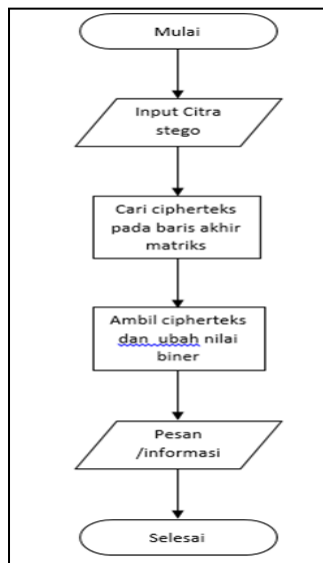 Mulai
Input Citra
stego
Cari cipherteks
pada baris akhir
matriks
Ambil cipherteks
dan ubah nilai
biner
Pesan
/informasi
Selesai